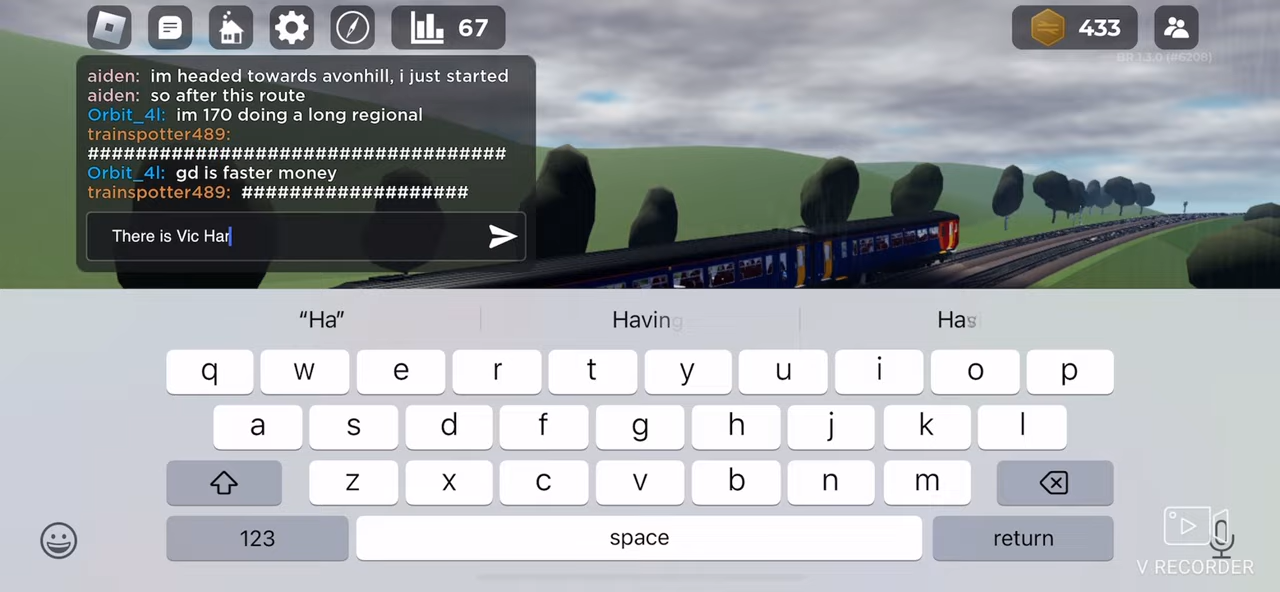 67
433
BR 1.3.0 (#6208)
aiden: im headed towards avonhill, i just started
aiden: so after this route
Orbit_4l: im 170 doing a long regional
trainspotter489:
##################################
Orbit_4l: gd is faster money
trainspotter489: ###################
There is Vic Har
“Ha” Having Has
q w e r t y u i o p
a s d f g h j k l
z x c v b n m
123 space return
V RECORDER